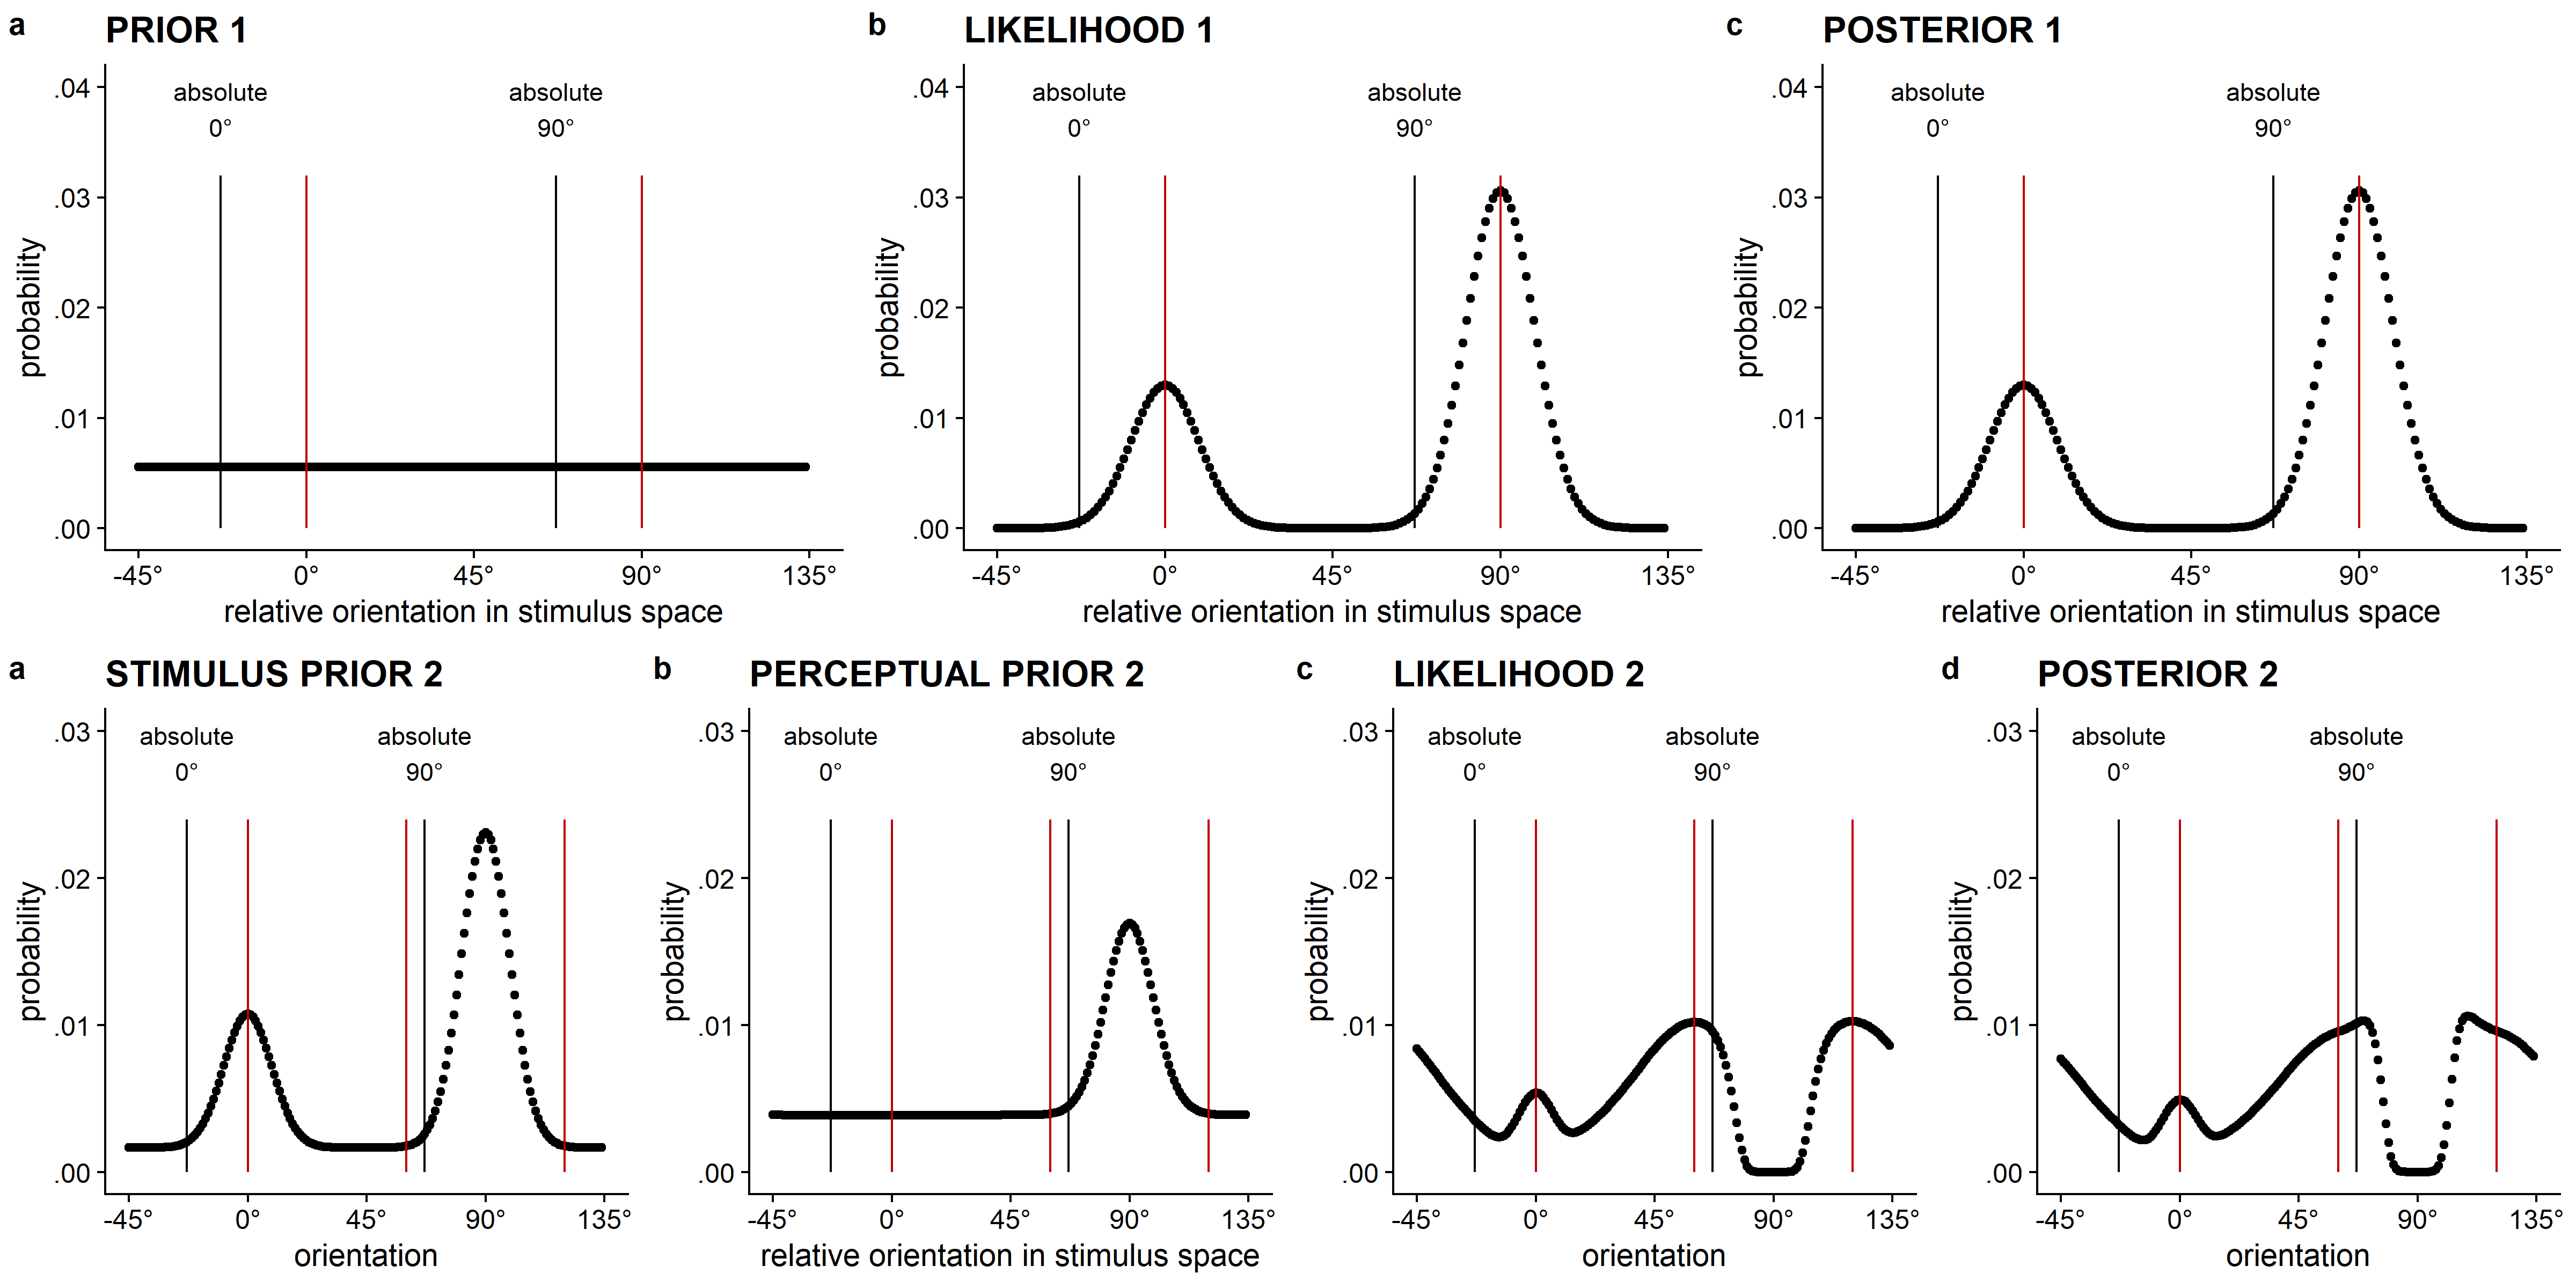 a PRIOR 1
.04
.03
.02
.01
.00
probability
absolute
0°
absolute
90°
-45° 0° 45° 90° 135°
relative orientation in stimulus space
b LIKELIHOOD 1
.04
.03
.02
.01
.00
probability
absolute
0°
absolute
90°
-45° 0° 45° 90° 135°
relative orientation in stimulus space
c POSTERIOR 1
.04
.03
.02
.01
.00
probability
absolute
0°
absolute
90°
-45° 0° 45° 90° 135°
relative orientation in stimulus space
a STIMULUS PRIOR 2
.03
.02
.01
.00
probability
absolute
0°
absolute
90°
-45° 0° 45° 90° 135°
orientation
b PERCEPTUAL PRIOR 2
.03
.02
.01
.00
probability
absolute
0°
absolute
90°
-45° 0° 45° 90° 135°
relative orientation in stimulus space
c LIKELIHOOD 2
.03
.02
.01
.00
probability
absolute
0°
absolute
90°
-45° 0° 45° 90° 135°
orientation
d POSTERIOR 2
.03
.02
.01
.00
probability
absolute
0°
absolute
90°
-45° 0° 45° 90° 135°
orientation